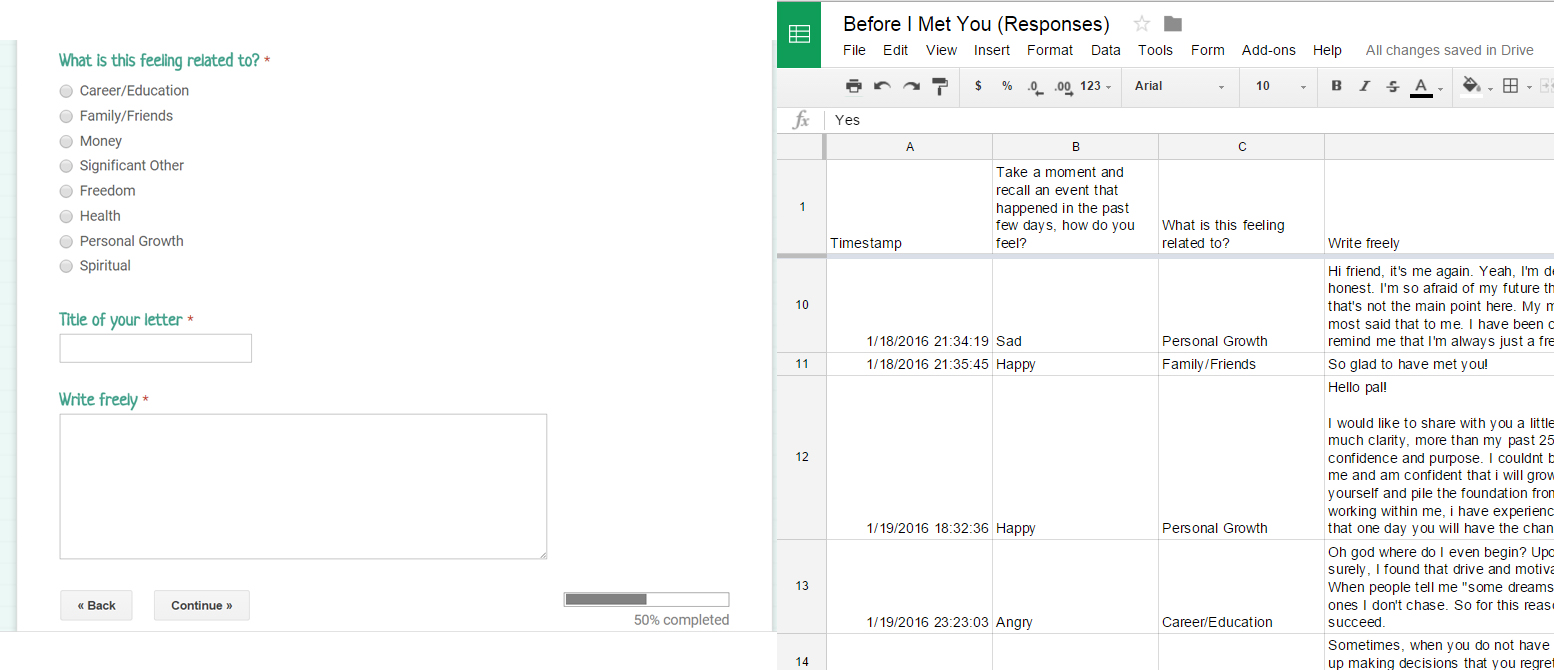 What is this feeling related to? *
Career/Education
Family/Friends
Money
Significant Other
Freedom
Health
Personal Growth
Spiritual
Title of your letter *
Write freely *
« Back
Continue »
50% completed
Before I Met You (Responses)
File Edit View Insert Format Data Tools Form Add-ons Help All changes saved in Drive
$ % .0 .00 123 Arial 10 B I S A
fx Yes
A B C
1
Timestamp
Take a moment and
recall an event that
happened in the past
few days, how do you
feel?
What is this feeling
related to?
Write freely
10
1/18/2016 21:34:19 Sad Personal Growth
Hi friend, it's me again. Yeah, I'm d
honest. I'm so afraid of my future th
that's not the main point here. My m
most said that to me. I have been c
remind me that I'm always just a fre
11 1/18/2016 21:35:45 Happy Family/Friends So glad to have met you!
12
1/19/2016 18:32:36 Happy Personal Growth
Hello pal!
I would like to share with you a little
much clarity, more than my past 25
confidence and purpose. I couldnt b
me and am confident that i will grow
yourself and pile the foundation from
working within me, i have experienc
that one day you will have the chan
13
1/19/2016 23:23:03 Angry Career/Education
Oh god where do I even begin? Upo
surely, I found that drive and motiva
When people tell me "some dreams
ones I don't chase. So for this reas
succeed.
14
Sometimes, when you do not have
up making decisions that you regret